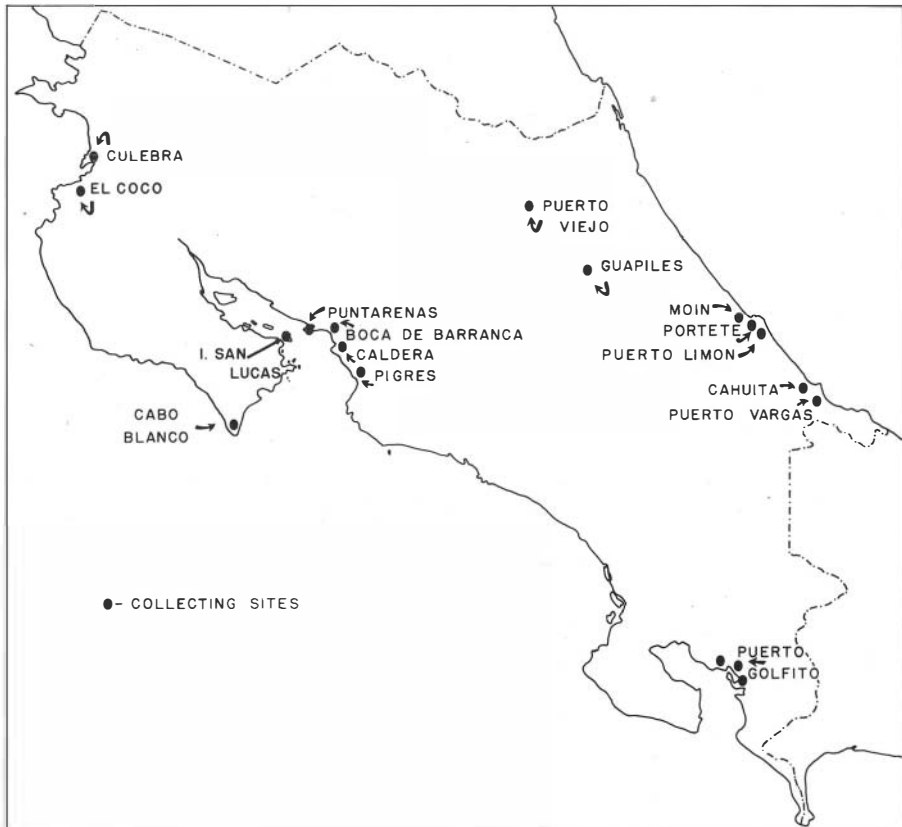 CULEBRA
EL COCO
PUERTO
VIEJO
GUAPILES
MOIN
PORTETE
PUERTO LIMON
CAHUITA
PUERTO VARGAS
PUNTARENAS
BOCA DE BARRANCA
CALDERA
PIGRES
I. SAN
LUCAS
CABO
BLANCO
- COLLECTING SITES
PUERTO
GOLFITO